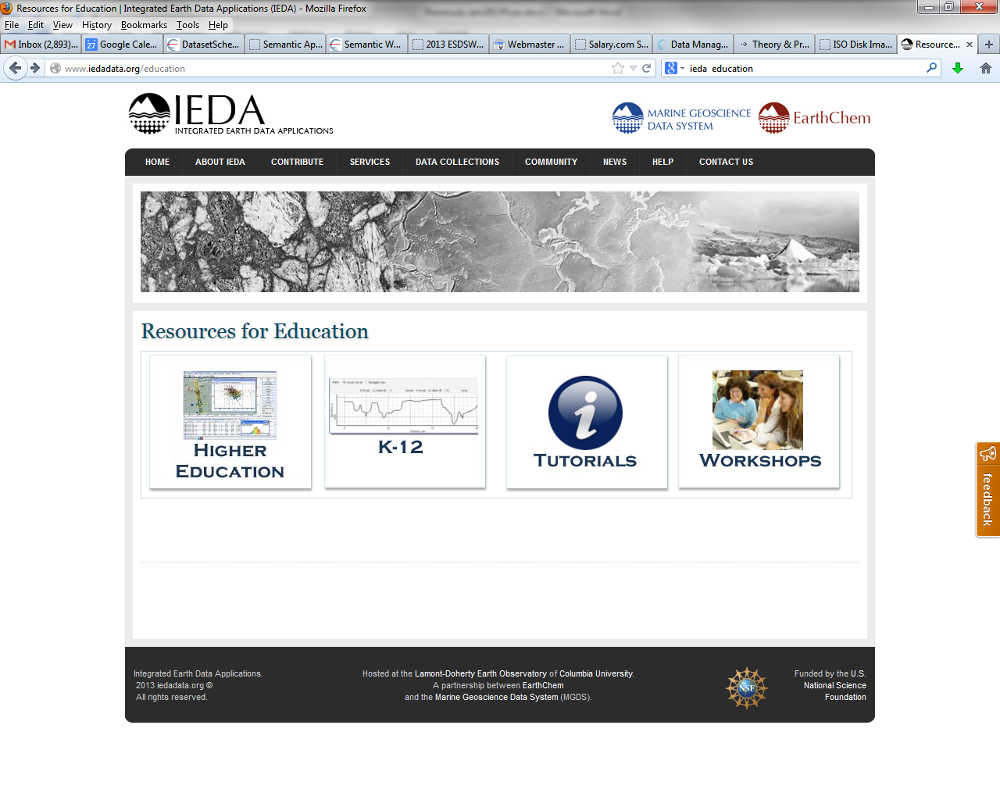 Resources for Education | Integrated Earth Data Applications (IEDA) - Mozilla Firefox
File Edit View History Bookmarks Tools Help
Inbox (2,893)... Google Cale... DatasetSche... Semantic Ap... Semantic W... 2013 ESDSW... Webmaster ... Salary.com S... Data Manag... Theory & Pr... ISO Disk Ima... Resource...
www.iedadata.org/education
ieda education
IEDA
INTEGRATED EARTH DATA APPLICATIONS
MARINE GEOSCIENCE
DATA SYSTEM
EarthChem
HOME ABOUT IEDA CONTRIBUTE SERVICES DATA COLLECTIONS COMMUNITY NEWS HELP CONTACT US
Resources for Education
HIGHER
EDUCATION
K-12
TUTORIALS
WORKSHOPS
feedback
Integrated Earth Data Applications.
2013 iedadata.org ©
All rights reserved.
Hosted at the Lamont-Doherty Earth Observatory of Columbia University.
A partnership between EarthChem
and the Marine Geoscience Data System (MGDS).
NSF
Funded by the U.S.
National Science
Foundation